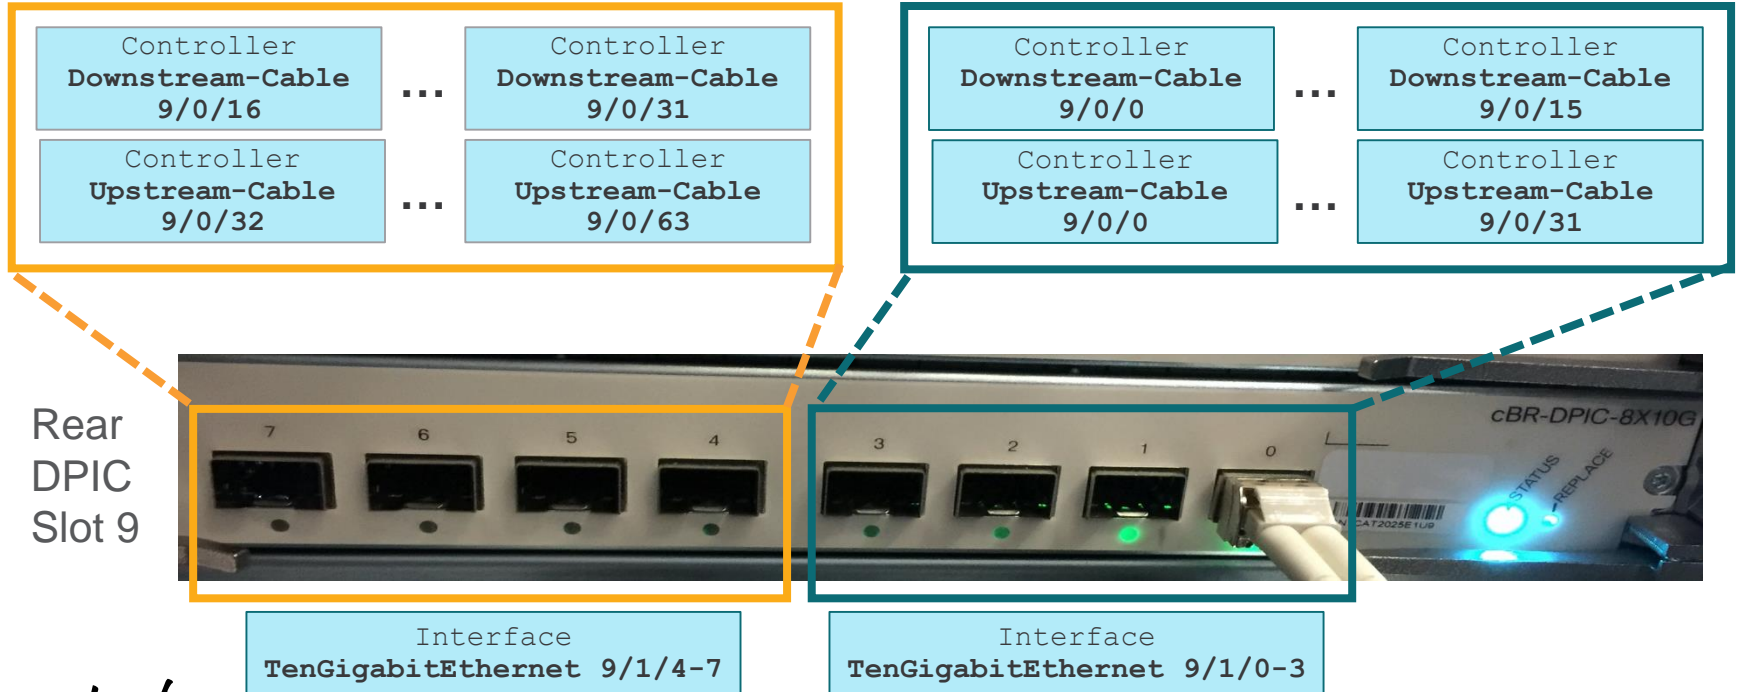 Controller
Downstream-Cable
9/0/16
...
Controller
Downstream-Cable
9/0/31
Controller
Upstream-Cable
9/0/32
...
Controller
Upstream-Cable
9/0/63
Controller
Downstream-Cable
9/0/0
...
Controller
Downstream-Cable
9/0/15
Controller
Upstream-Cable
9/0/0
...
Controller
Upstream-Cable
9/0/31
Rear
DPIC
Slot 9
7 6 5 4 3 2 1 0
cBR-DPIC-8X10G
STATUS
REPLACE
CAT2025E1U9
Interface
TenGigabitEthernet 9/1/4-7
Interface
TenGigabitEthernet 9/1/0-3